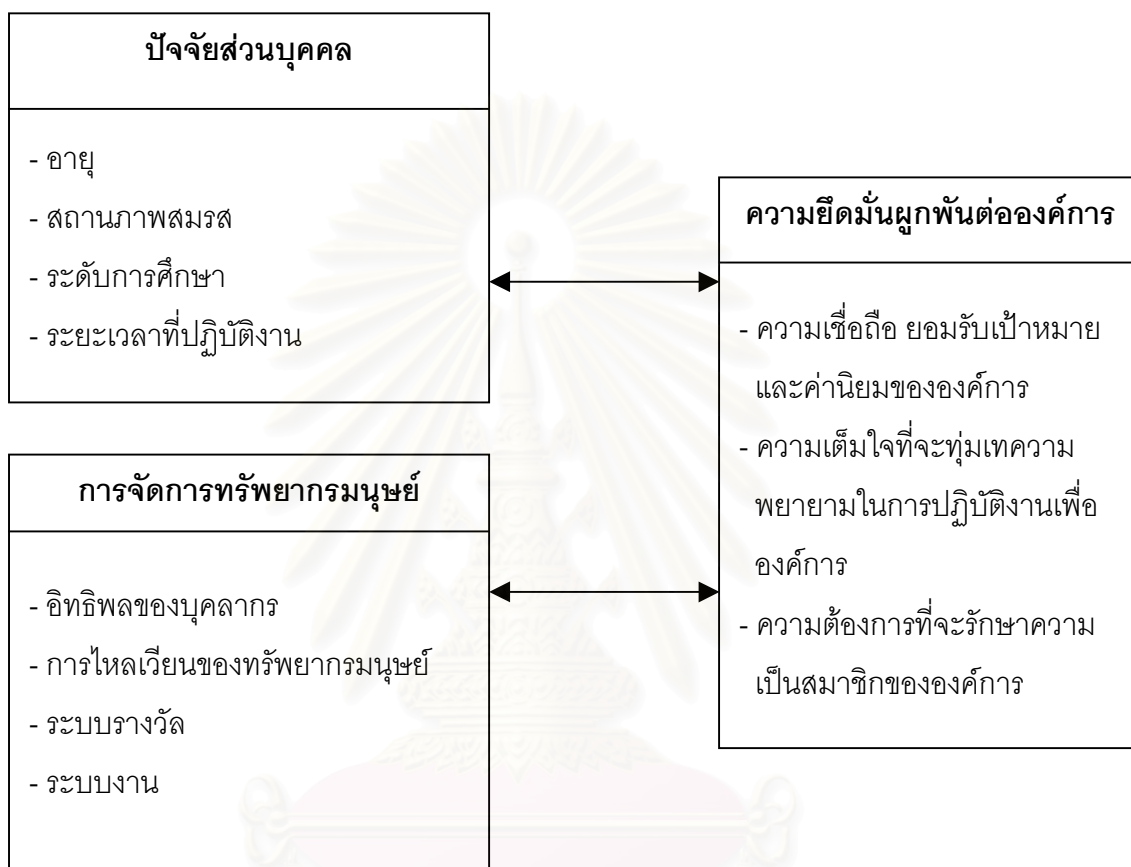 ปัจจัยส่วนบุคคล
- อายุ
- สถานภาพสมรส
- ระดับการศึกษา
- ระยะเวลาที่ปฏิบัติงาน
การจัดการทรัพยากรมนุษย์
- อิทธิพลของบุคลากร
- การไหลเวียนของทรัพยากรมนุษย์
- ระบบรางวัล
- ระบบงาน
ความยึดมั่นผูกพันต่อองค์การ
- ความเชื่อถือ ยอมรับเป้าหมาย
และค่านิยมขององค์การ
- ความเต็มใจที่จะทุ่มเทความ
พยายามในการปฏิบัติงานเพื่อ
องค์การ
- ความต้องการที่จะรักษาความ
เป็นสมาชิกขององค์การ